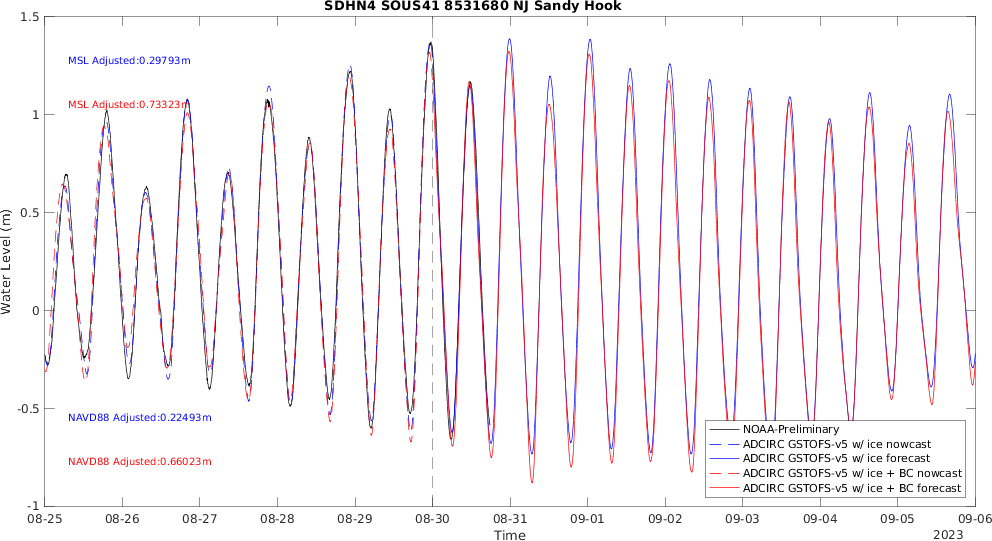 SDHN4 SOUS41 8531680 NJ Sandy Hook
1.5
1
0.5
0
-0.5
-1
Water Level (m)
MSL Adjusted:0.29793m
MSL Adjusted:0.73323m
NAVD88 Adjusted:0.22493m
NAVD88 Adjusted:0.66023m
NOAA-Preliminary
ADCIRC GSTOFS-v5 w/ ice nowcast
ADCIRC GSTOFS-v5 w/ ice forecast
ADCIRC GSTOFS-v5 w/ ice + BC nowcast
ADCIRC GSTOFS-v5 w/ ice + BC forecast
08-25 08-26 08-27 08-28 08-29 08-30 08-31 09-01 09-02 09-03 09-04 09-05 09-06
Time
2023